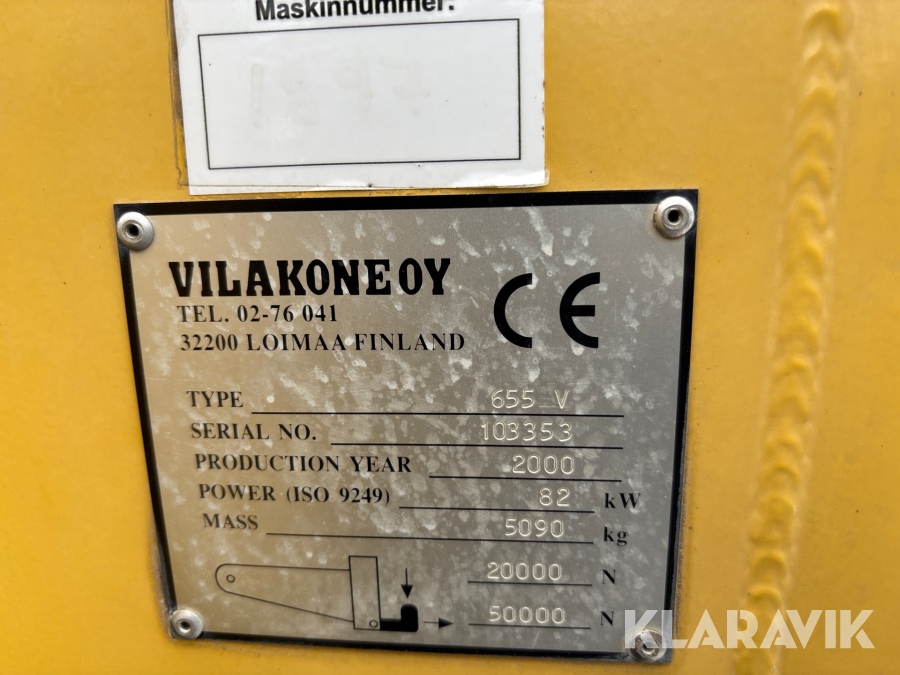 Maskinnummer:
VILAKONE OY
TEL. 02-76 041
32200 LOIMAA FINLAND
CE
TYPE 655 V
SERIAL NO. 103353
PRODUCTION YEAR 2000
POWER (ISO 9249) 82 kW
MASS 5090 kg
20000 N
50000 N
KLARAVIK